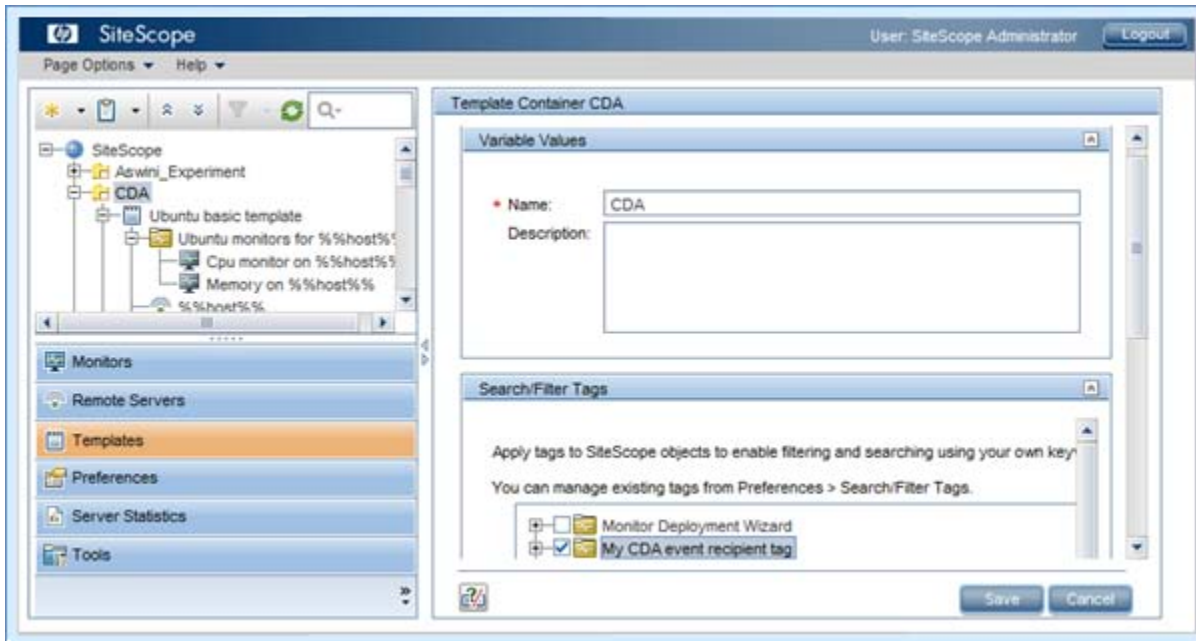 hp SiteScope User: SiteScope Administrator Logout
Page Options Help
SiteScope
Aswini_Experiment
CDA
Ubuntu basic template
Ubuntu monitors for %%host%
Cpu monitor on %%host%
Memory on %%host%%
%%host%%
Monitors
Remote Servers
Templates
Preferences
Server Statistics
Tools
Template Container CDA
Variable Values
* Name: CDA
Description:
Search/Filter Tags
Apply tags to SiteScope objects to enable filtering and searching using your own key
You can manage existing tags from Preferences > Search/Filter Tags.
Monitor Deployment Wizard
My CDA event recipient tag
Save Cancel